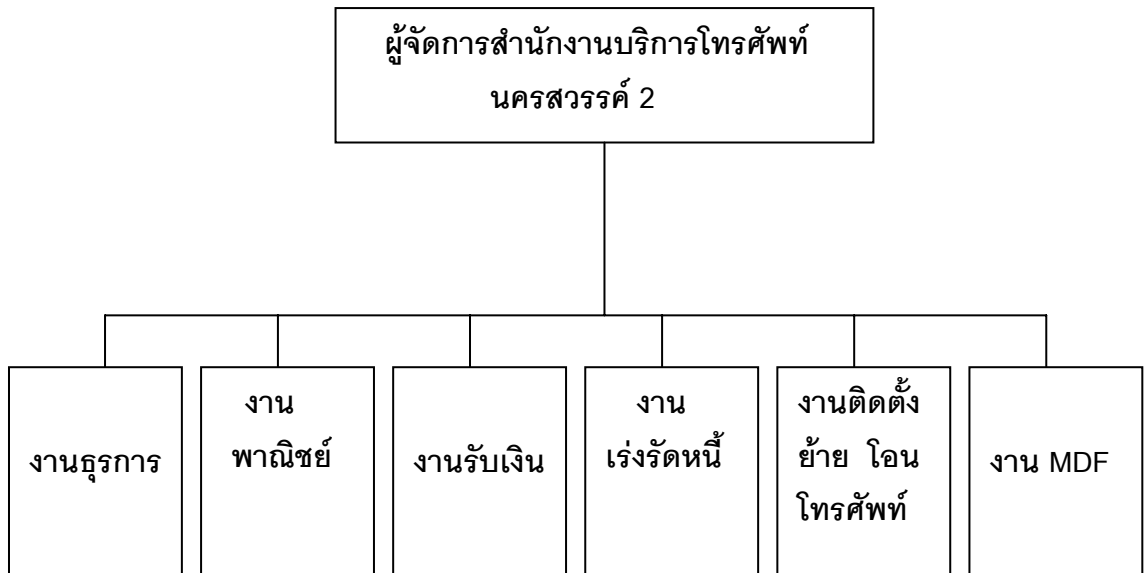 ผู้จัดการสำนักงานบริการโทรศัพท์
นครสวรรค์ 2
งานธุรการ
งาน
พาณิชย์
งานรับเงิน
งาน
เร่งรัดหนี้
งานติดตั้ง
ย้าย โอน
โทรศัพท์
งาน MDF